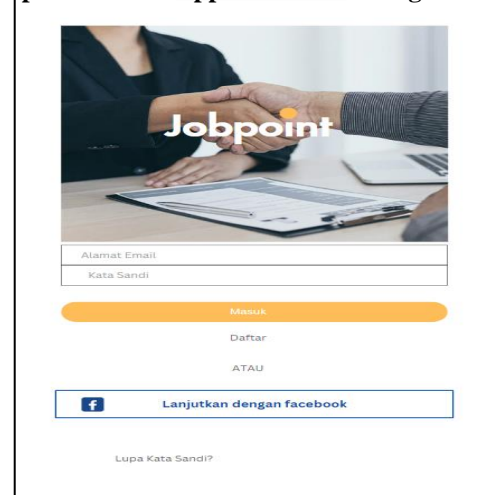 Jobpoint
Alamat Email
Kata Sandi
Masuk
Daftar
ATAU
Lanjutkan dengan facebook
Lupa Kata Sandi?